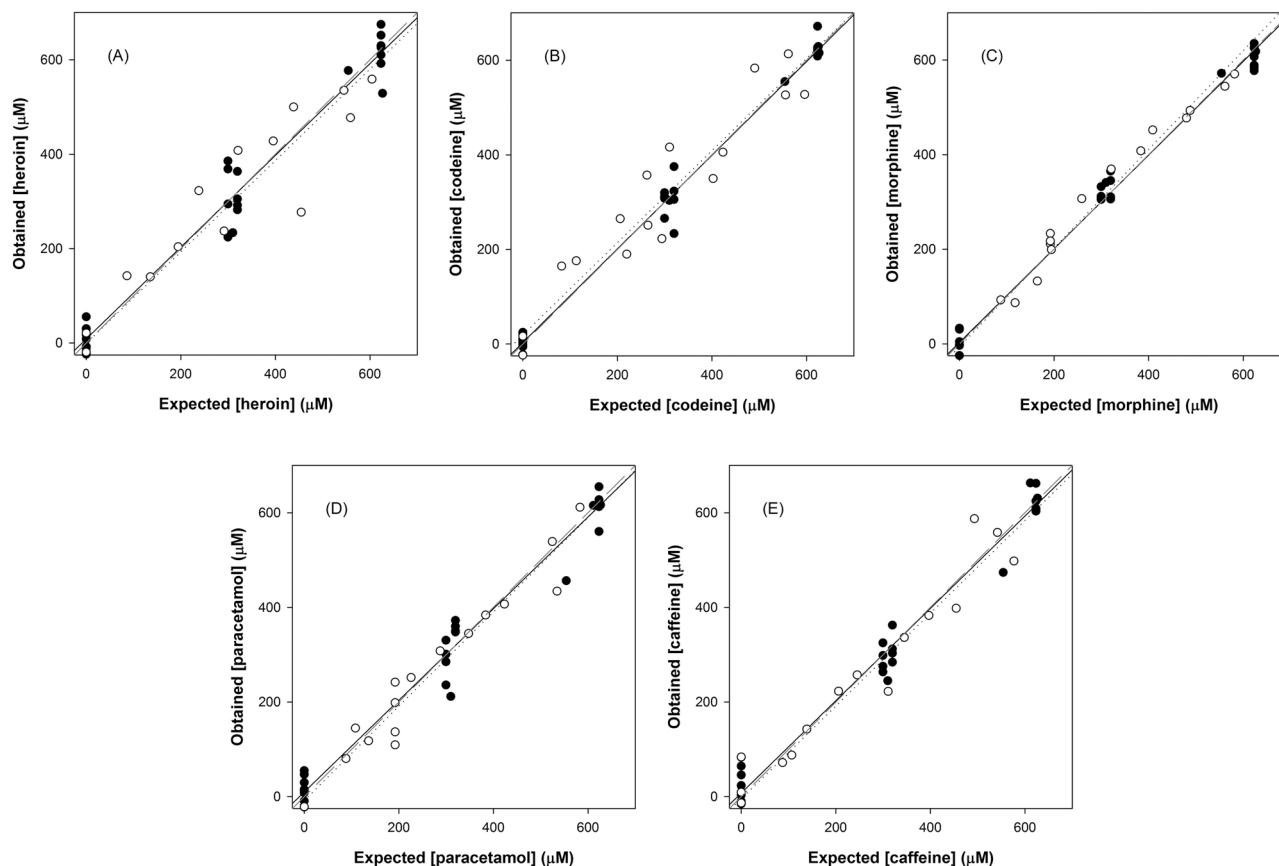 (A)
600
400
200
0
Obtained [heroin] (μM)
0 200 400 600
Expected [heroin] (μM)
(B)
600
400
200
0
Obtained [codeine] (μM)
0 200 400 600
Expected [codeine] (μM)
(C)
600
400
200
0
Obtained [morphine] (μM)
0 200 400 600
Expected [morphine] (μM)
(D)
600
400
200
0
Obtained [paracetamol] (μM)
0 200 400 600
Expected [paracetamol] (μM)
(E)
600
400
200
0
Obtained [caffeine] (μM)
0 200 400 600
Expected [caffeine] (μM)